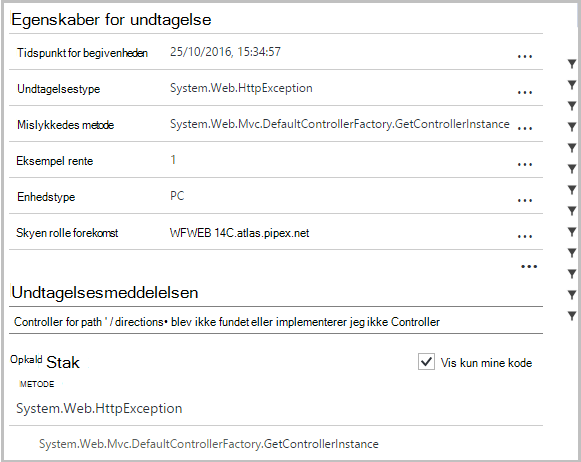 Egenskaber for undtagelse
Tidspunkt for begivenheden 25/10/2016, 15:34:57 ...
Undtagelsestype System.Web.HttpException ...
Mislykkedes metode System.Web.Mvc.DefaultControllerFactory.GetControllerInstance ...
Eksempel rente 1 ...
Enhedstype PC ...
Skyen rolle forekomst WFWEB 14C.atlas.pipex.net ...
...
Undtagelsesmeddelelsen
Controller for path ' / directions• blev ikke fundet eller implementerer jeg ikke Controller
Opkald Stak Vis kun mine kode
METODE
System.Web.HttpException
System.Web.Mvc.DefaultControllerFactory.GetControllerInstance